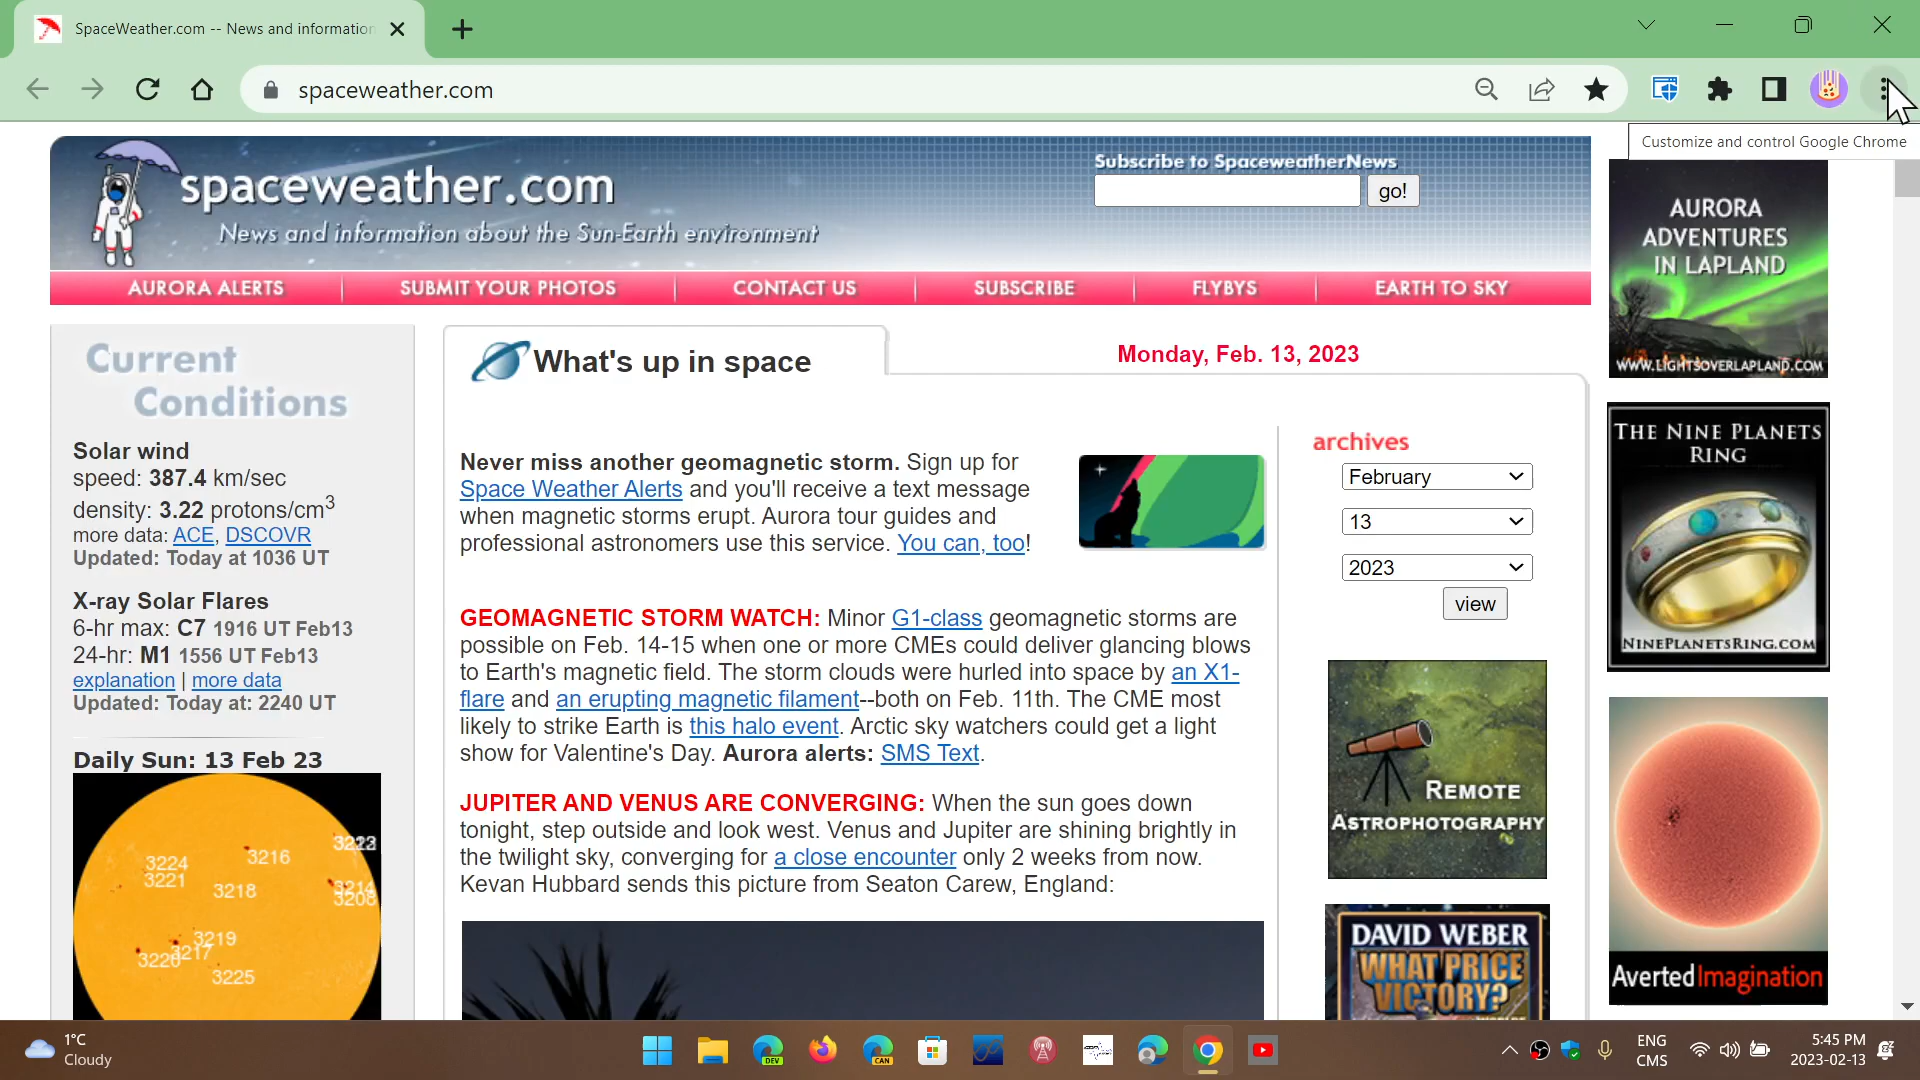 SpaceWeather.com -- News and information
spaceweather.com
Customize and control Google Chrome
spaceweather.com
News and information about the Sun-Earth environment
Subscribe to SpaceweatherNews
go!
AURORA ALERTS
SUBMIT YOUR PHOTOS
CONTACT US
SUBSCRIBE
FLYBYS
EARTH TO SKY
Current
Conditions
Solar wind
speed: 387.4 km/sec
density: 3.22 protons/cm3
more data: ACE, DSCOVR
Updated: Today at 1036 UT
X-ray Solar Flares
6-hr max: C7 1916 UT Feb13
24-hr: M1 1556 UT Feb13
explanation | more data
Updated: Today at: 2240 UT
Daily Sun: 13 Feb 23
3216
3224
3221
3218
3214
3208
3219
3217
3220
3225
What's up in space
Monday, Feb. 13, 2023
Never miss another geomagnetic storm. Sign up for
Space Weather Alerts and you'll receive a text message
when magnetic storms erupt. Aurora tour guides and
professional astronomers use this service. You can, too!
GEOMAGNETIC STORM WATCH: Minor G1-class geomagnetic storms are
possible on Feb. 14-15 when one or more CMEs could deliver glancing blows
to Earth's magnetic field. The storm clouds were hurled into space by an X1-
flare and an erupting magnetic filament--both on Feb. 11th. The CME most
likely to strike Earth is this halo event. Arctic sky watchers could get a light
show for Valentine's Day. Aurora alerts: SMS Text.
JUPITER AND VENUS ARE CONVERGING: When the sun goes down
tonight, step outside and look west. Venus and Jupiter are shining brightly in
the twilight sky, converging for a close encounter only 2 weeks from now.
Kevan Hubbard sends this picture from Seaton Carew, England:
archives
February
13
2023
view
REMOTE
ASTROPHOTOGRAPHY
DAVID WEBER
WHAT PRICE
VICTORY?
AURORA
ADVENTURES
IN LAPLAND
WWW.LIGHTSOVERLAPLAND.COM
THE NINE PLANETS
RING
NINEPLANETSRING.COM
AvertedImagination
1°C
Cloudy
DEV
CAN
ENG
CMS
5:45 PM
2023-02-13